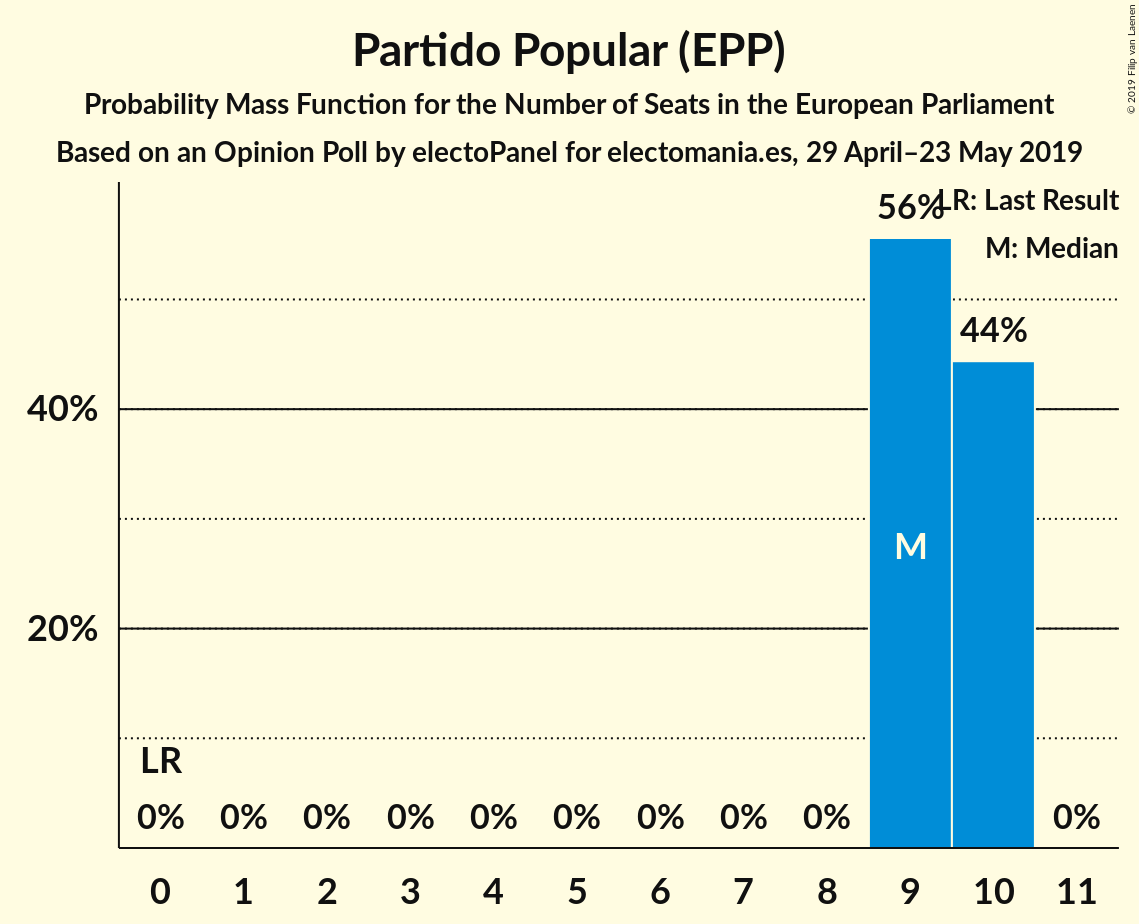 Partido Popular (EPP)
Probability Mass Function for the Number of Seats in the European Parliament
Based on an Opinion Poll by electoPanel for electomania.es, 29 April–23 May 2019
© 2019 Filip van Laenen
LR: Last Result
M: Median
56%
44%
40%
20%
M
LR
0% 0% 0% 0% 0% 0% 0% 0% 0% 0%
0 1 2 3 4 5 6 7 8 9 10 11